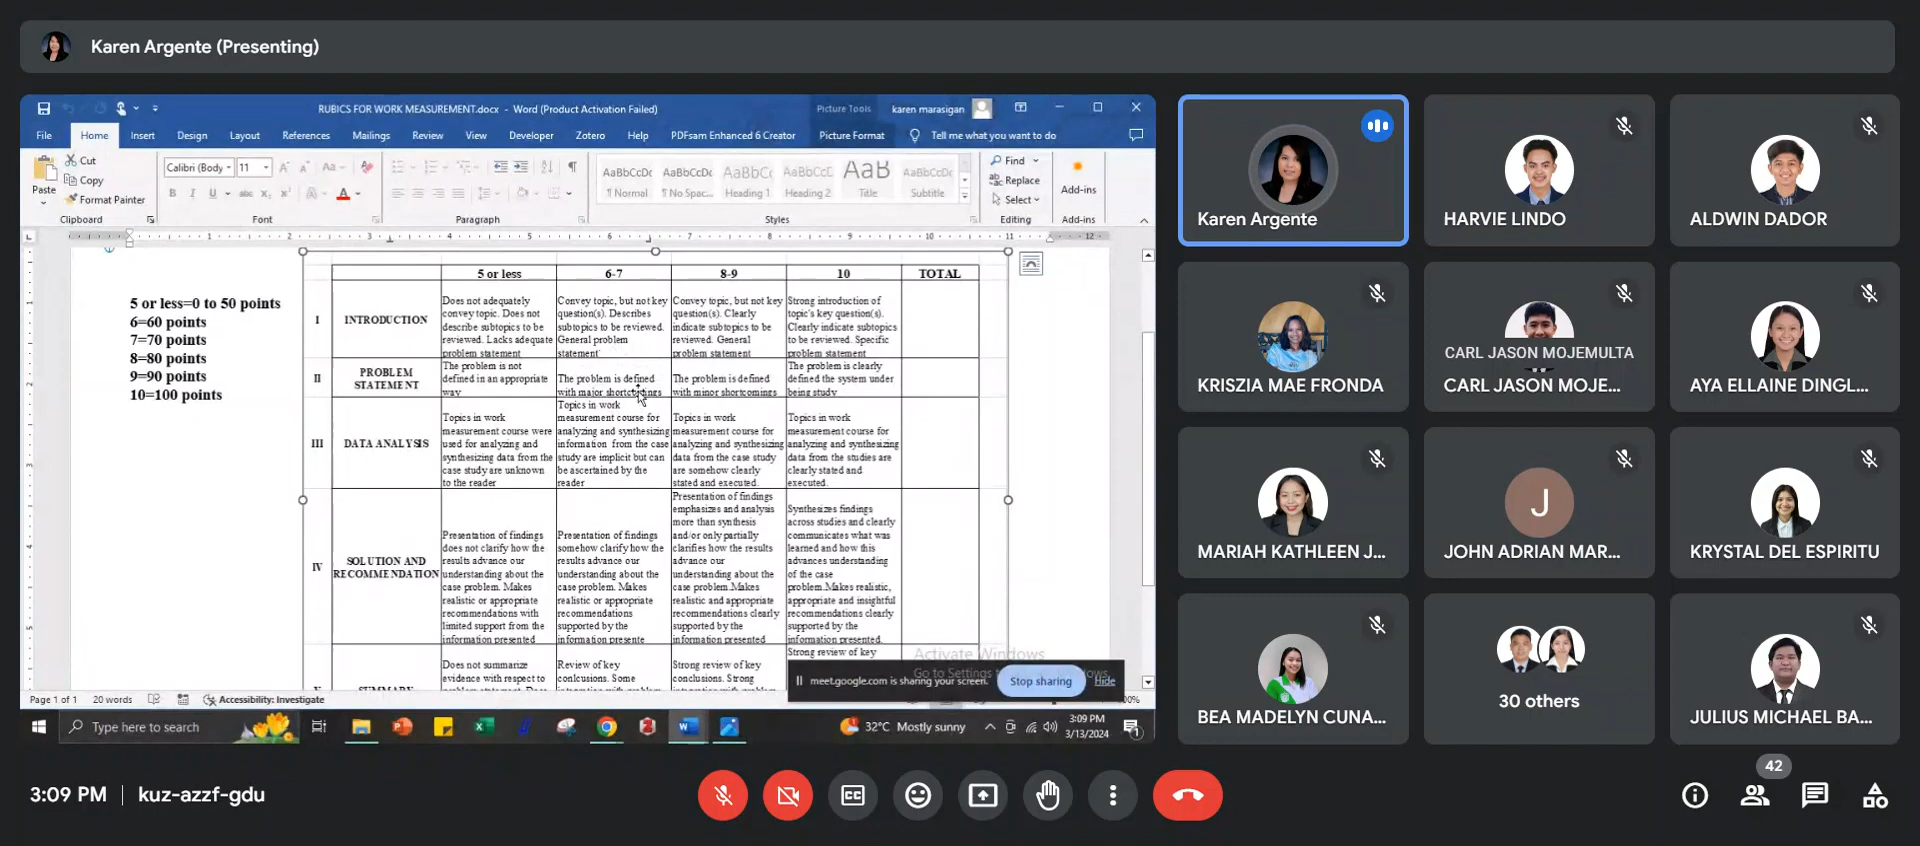 Karen Argente (Presenting)
RUBICS FOR WORK MEASUREMENT.docx - Word (Product Activation Failed)
Picture Tools
karen marasigan
File Home Insert Design Layout References Mailings Review View Developer Zotero Help PDFsam Enhanced 6 Creator Picture Format Tell me what you want to do
Paste
Cut
Copy
Format Painter
Clipboard
Calibri (Body 11
Font
Paragraph
AaBbCcDc AaBbCcDc AaBbCc AaBbCcC AaB AaBbCcDc
¶ Normal ¶ No Spac... Heading 1 Heading 2 Title Subtitle
Styles
Find
Replace
Select
Editing
Add-ins
Add-ins
5 or less=0 to 50 points
6=60 points
7=70 points
8=80 points
9=90 points
10=100 points
5 or less 6-7 8-9 10 TOTAL
I INTRODUCTION
Does not adequately
convey topic. Does not
describe subtopics to be
reviewed. Lacks adequate
problem statement
Convey topic, but not key
question(s). Describes
subtopics to be reviewed.
General problem
statement
Convey topic, but not key
question(s). Clearly
indicate subtopics to be
reviewed. General
problem statement
Strong introduction of
topic's key question(s).
Clearly indicate subtopics
to be reviewed. Specific
problem statement
II PROBLEM
STATEMENT
The problem is not
defined in an appropriate
way
The problem is defined
with major shortcomings
The problem is defined
with minor shortcomings
The problem is clearly
defined the system under
being study
III DATA ANALYSIS
Topics in work
measurement course were
used for analyzing and
synthesizing data from the
case study are unknown
to the reader
Topics in work
measurement course for
analyzing and synthesizing
information from the case
study are implicit but can
be ascertained by the
reader
Topics in work
measurement course for
analyzing and synthesizing
data from the case study
are somehow clearly
stated and executed.
Topics in work
measurement course for
analyzing and synthesizing
data from the studies are
clearly stated and
executed.
IV SOLUTION AND
RECOMMENDATION
Presentation of findings
does not clarify how the
results advance our
understanding about the
case problem. Makes
realistic or appropriate
recommendations with
limited support from the
information presented
Presentation of findings
somehow clarify how the
results advance our
understanding about the
case problem. Makes
realistic or appropriate
recommendations
supported by the
information presente
Presentation of findings
emphasizes and analysis
more than synthesis
and/or only partially
clarifies how the results
advance our
understanding about the
case problem.Makes
realistic and appropriate
recommendations clearly
supported by the
information presented
Synthesizes findings
across studies and clearly
communicates what was
learned and how this
advances understanding
of the case
problem.Makes realistic,
appropriate and insightful
recommendations clearly
supported by the
information presented.
SUMMARY
Does not summarize
evidence with respect to
Review of key
conclusions. Some
Strong review of key
conclusions. Strong
Strong review of key
Activate Windows
Go to Settings
meet.google.com is sharing your screen.
Stop sharing
Hide
Page 1 of 1 20 words Accessibility: Investigate
Type here to search
32°C Mostly sunny
3:09 PM
3/13/2024
Karen Argente
HARVIE LINDO
ALDWIN DADOR
KRISZIA MAE FRONDA
CARL JASON MOJEMULTA
CARL JASON MOJE...
AYA ELLAINE DINGL...
MARIAH KATHLEEN J...
J
JOHN ADRIAN MAR...
KRYSTAL DEL ESPIRITU
BEA MADELYN CUNA...
30 others
JULIUS MICHAEL BA...
3:09 PM | kuz-azzf-gdu
42